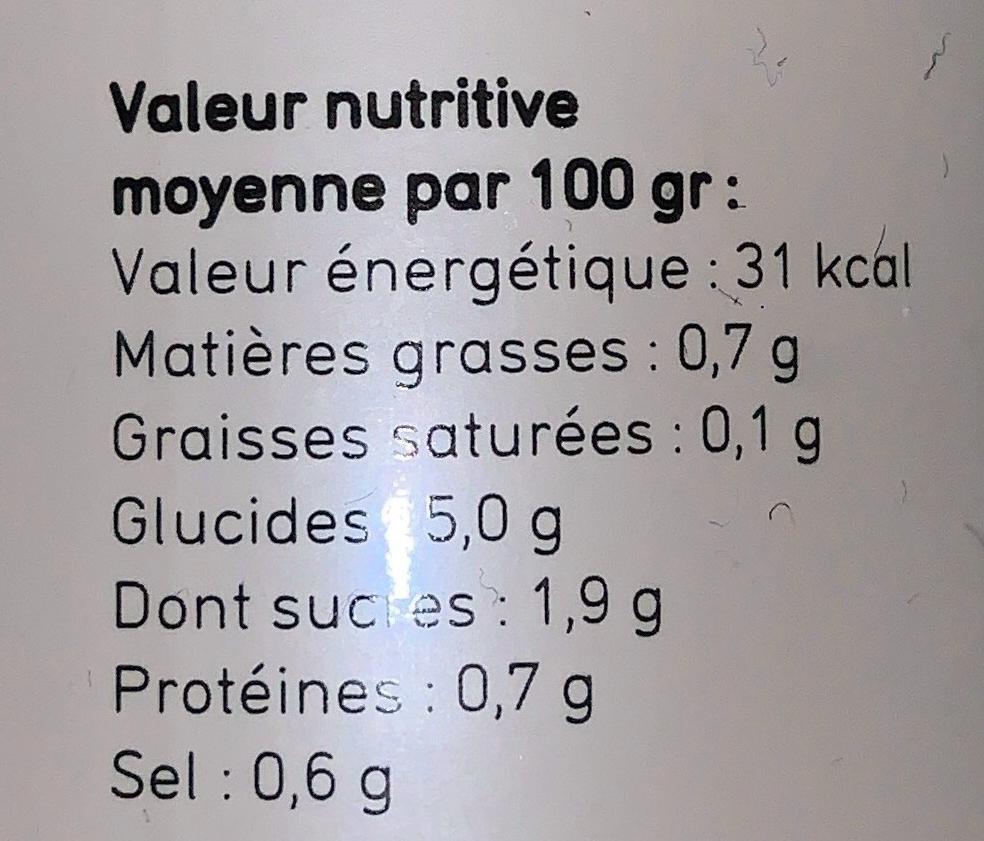 Valeur nutritive
moyenne par 100 gr :
Valeur énergétique : 31 kcal
Matières grasses : 0,7 g
Graisses saturées : 0,1 g
Glucides : 5,0 g
Dont sucres : 1,9 g
Protéines : 0,7 g
Sel : 0,6 g